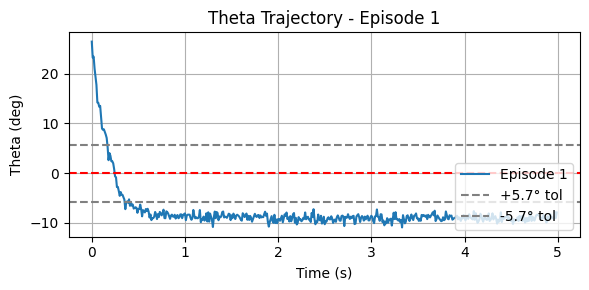 Theta Trajectory - Episode 1
Theta (deg)
20
10
0
−10
0
1
2
3
4
5
Time (s)
Episode 1
+5.7° tol
-5.7° tol